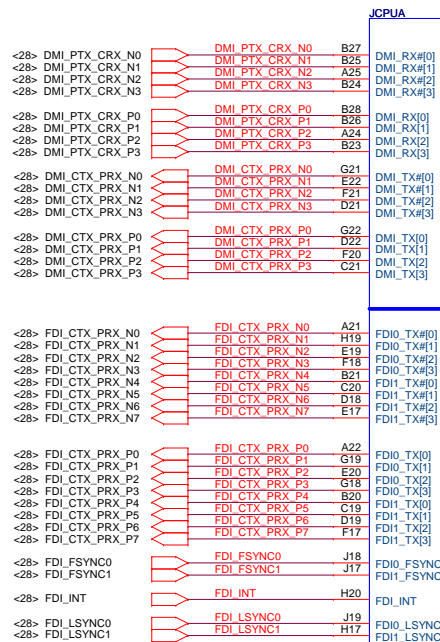 JCPUA
<28> DMI_PTX_CRX_N0 DMI_PTX_CRX_N0 B27 DMI_RX#[0]
<28> DMI_PTX_CRX_N1 DMI_PTX_CRX_N1 B25 DMI_RX#[1]
<28> DMI_PTX_CRX_N2 DMI_PTX_CRX_N2 A25 DMI_RX#[2]
<28> DMI_PTX_CRX_N3 DMI_PTX_CRX_N3 B24 DMI_RX#[3]
<28> DMI_PTX_CRX_P0 DMI_PTX_CRX_P0 B28 DMI_RX[0]
<28> DMI_PTX_CRX_P1 DMI_PTX_CRX_P1 B26 DMI_RX[1]
<28> DMI_PTX_CRX_P2 DMI_PTX_CRX_P2 A24 DMI_RX[2]
<28> DMI_PTX_CRX_P3 DMI_PTX_CRX_P3 B23 DMI_RX[3]
<28> DMI_CTX_PRX_N0 DMI_CTX_PRX_N0 G21 DMI_TX#[0]
<28> DMI_CTX_PRX_N1 DMI_CTX_PRX_N1 E22 DMI_TX#[1]
<28> DMI_CTX_PRX_N2 DMI_CTX_PRX_N2 F21 DMI_TX#[2]
<28> DMI_CTX_PRX_N3 DMI_CTX_PRX_N3 D21 DMI_TX#[3]
<28> DMI_CTX_PRX_P0 DMI_CTX_PRX_P0 G22 DMI_TX[0]
<28> DMI_CTX_PRX_P1 DMI_CTX_PRX_P1 D22 DMI_TX[1]
<28> DMI_CTX_PRX_P2 DMI_CTX_PRX_P2 F20 DMI_TX[2]
<28> DMI_CTX_PRX_P3 DMI_CTX_PRX_P3 C21 DMI_TX[3]
<28> FDI_CTX_PRX_N0 FDI_CTX_PRX_N0 A21 FDI0_TX#[0]
<28> FDI_CTX_PRX_N1 FDI_CTX_PRX_N1 H19 FDI0_TX#[1]
<28> FDI_CTX_PRX_N2 FDI_CTX_PRX_N2 E19 FDI0_TX#[2]
<28> FDI_CTX_PRX_N3 FDI_CTX_PRX_N3 F18 FDI0_TX#[3]
<28> FDI_CTX_PRX_N4 FDI_CTX_PRX_N4 B21 FDI1_TX#[0]
<28> FDI_CTX_PRX_N5 FDI_CTX_PRX_N5 C20 FDI1_TX#[1]
<28> FDI_CTX_PRX_N6 FDI_CTX_PRX_N6 D18 FDI1_TX#[2]
<28> FDI_CTX_PRX_N7 FDI_CTX_PRX_N7 E17 FDI1_TX#[3]
<28> FDI_CTX_PRX_P0 FDI_CTX_PRX_P0 A22 FDI0_TX[0]
<28> FDI_CTX_PRX_P1 FDI_CTX_PRX_P1 G19 FDI0_TX[1]
<28> FDI_CTX_PRX_P2 FDI_CTX_PRX_P2 E20 FDI0_TX[2]
<28> FDI_CTX_PRX_P3 FDI_CTX_PRX_P3 G18 FDI0_TX[3]
<28> FDI_CTX_PRX_P4 FDI_CTX_PRX_P4 B20 FDI1_TX[0]
<28> FDI_CTX_PRX_P5 FDI_CTX_PRX_P5 C19 FDI1_TX[1]
<28> FDI_CTX_PRX_P6 FDI_CTX_PRX_P6 D19 FDI1_TX[2]
<28> FDI_CTX_PRX_P7 FDI_CTX_PRX_P7 F17 FDI1_TX[3]
<28> FDI_FSYNC0 FDI_FSYNC0 J18 FDI0_FSYNC
<28> FDI_FSYNC1 FDI_FSYNC1 J17 FDI1_FSYNC
<28> FDI_INT FDI_INT H20 FDI_INT
<28> FDI_LSYNC0 FDI_LSYNC0 J19 FDI0_LSYNC
<28> FDI_LSYNC1 FDI_LSYNC1 H17 FDI1_LSYNC